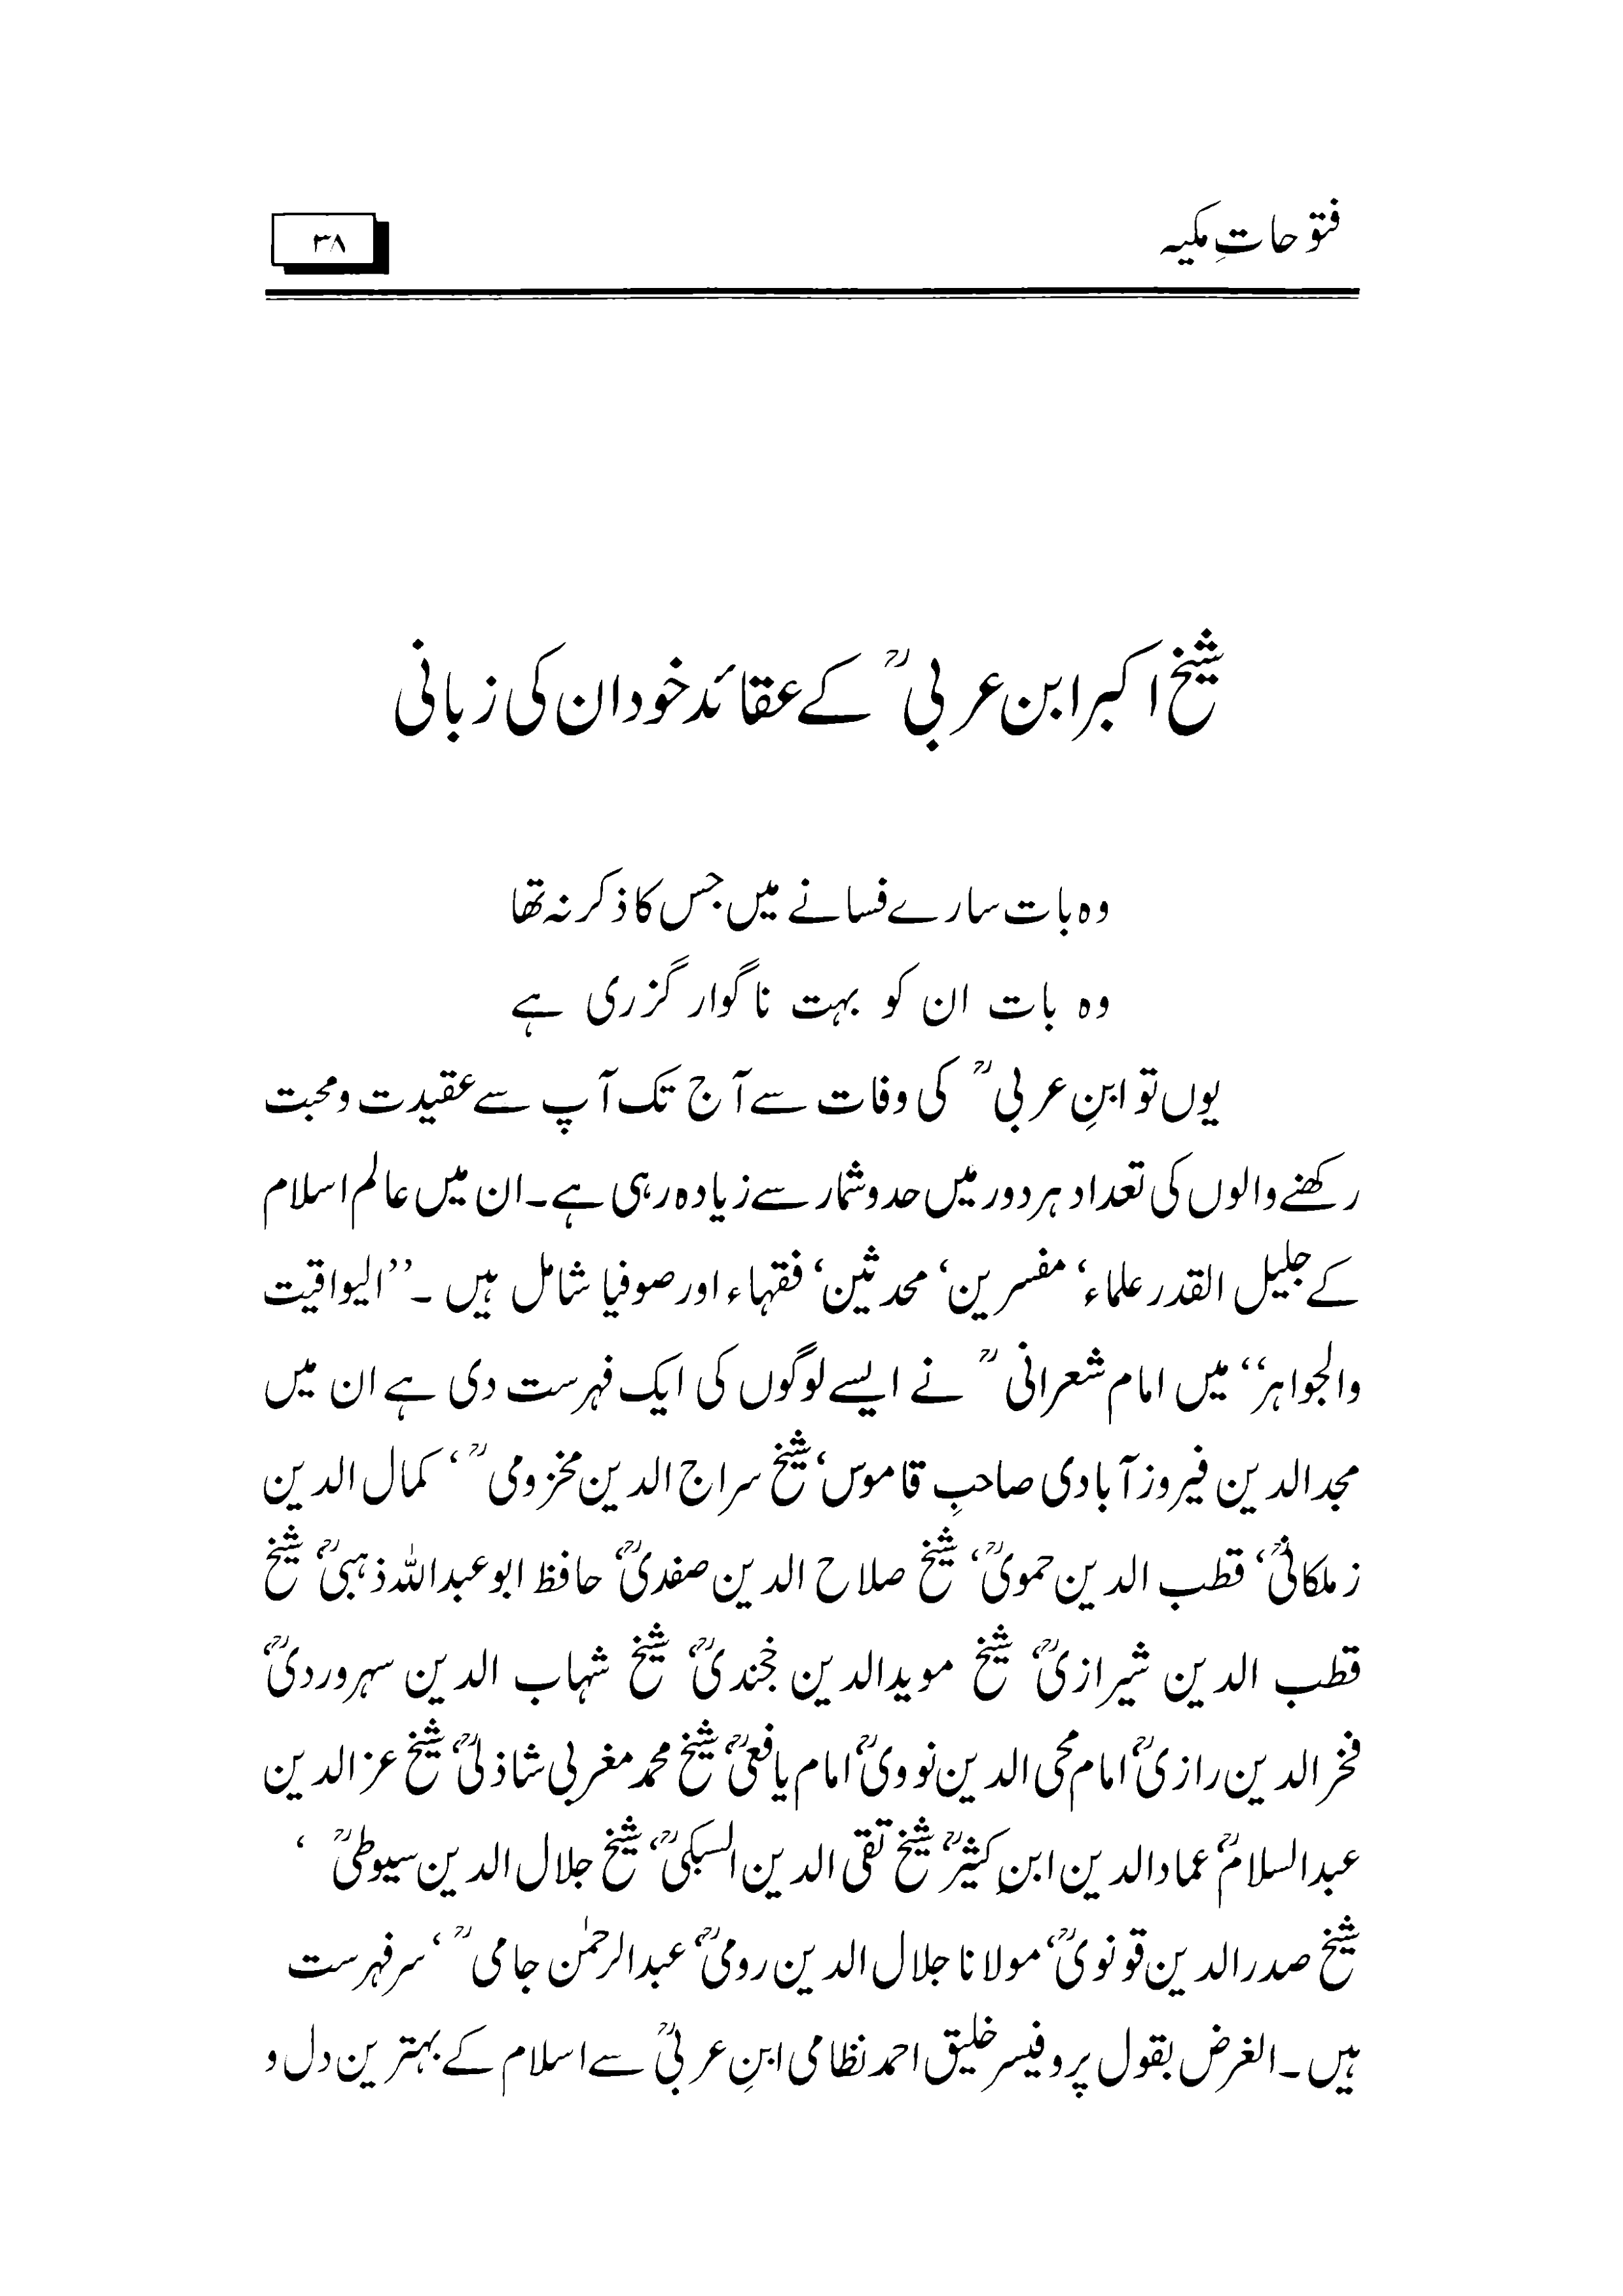 فتوحاتِ مکیہ ۳۸
شیخ اکبر ابن عربیؒ کے عقائد خود ان کی زبانی
وہ بات سارے فسانے میں جس کا ذکر نہ تھا
وہ بات ان کو بہت ناگوار گزری ہے
یوں تو ابنِ عربیؒ کی وفات سے آج تک آپ سے عقیدت و محبت
رکھنے والوں کی تعداد ہر دور میں حد و شمار سے زیادہ رہی ہے۔ ان میں عالم اسلام
کے جلیل القدر علماء‘ مفسرین‘ محدثین‘ فقہاء اور صوفیا شامل ہیں۔ ’’الیواقیت
والجواہر‘‘ میں امام شعرانیؒ نے ایسے لوگوں کی ایک فہرست دی ہے ان میں
مجد الدین فیروز آبادی صاحبِ قاموس‘ شیخ سراج الدین مخزومیؒ‘ کمال الدین
زملکانیؒ‘ قطب الدین حمویؒ‘ شیخ صلاح الدین صفدیؒ حافظ ابو عبداللہ ذہبیؒ شیخ
قطب الدین شیرازیؒ شیخ موید الدین خجندیؒ شیخ شہاب الدین سہروردیؒ
فخر الدین رازیؒ امام محی الدین نوویؒ امام یافعیؒ شیخ محمد مغربی شاذلیؒ شیخ عز الدین
عبدالسلامؒ عماد الدین ابنِ کثیرؒ شیخ تقی الدین السبکیؒ‘ شیخ جلال الدین سیوطیؒ ‘
شیخ صدر الدین قونویؒ‘ مولانا جلال الدین رومیؒ عبدالرحمٰن جامیؒ‘ سرفہرست
ہیں۔ الغرض بقول پروفیسر خلیق احمد نظامی ابنِ عربیؒ سے اسلام کے بہترین دل و